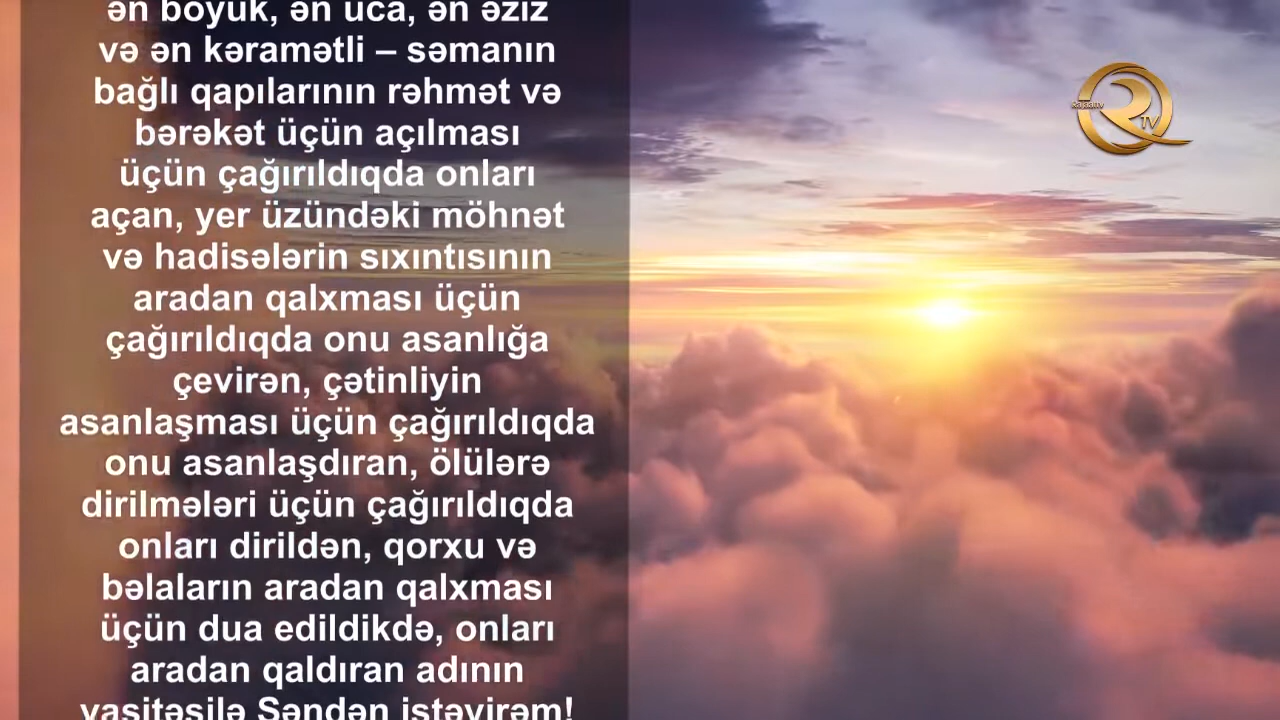 ən böyük, ən uca, ən əziz
və ən kəramətli – səmanın
bağlı qapılarının rəhmət və
bərəkət üçün açılması
üçün çağırıldıqda onları
açan, yer üzündəki möhnət
və hadisələrin sıxıntısının
aradan qalxması üçün
çağırıldıqda onu asanlığa
çevirən, çətinliyin
asanlaşması üçün çağırıldıqda
onu asanlaşdıran, ölülərə
dirilmələri üçün çağırıldıqda
onları dirildən, qorxu və
bəlaların aradan qalxması
üçün dua edildikdə, onları
aradan qaldıran adının
vasitəsilə Səndən istəyirəm!
TV